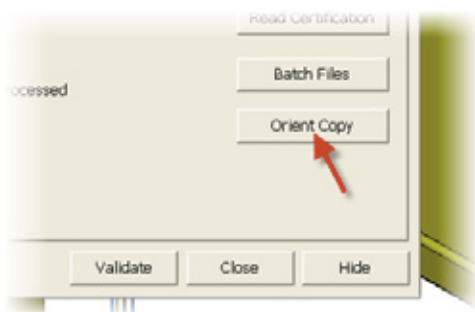 Read Certification
Batch Files
ocessed
Orient Copy
Validate
Close
Hide